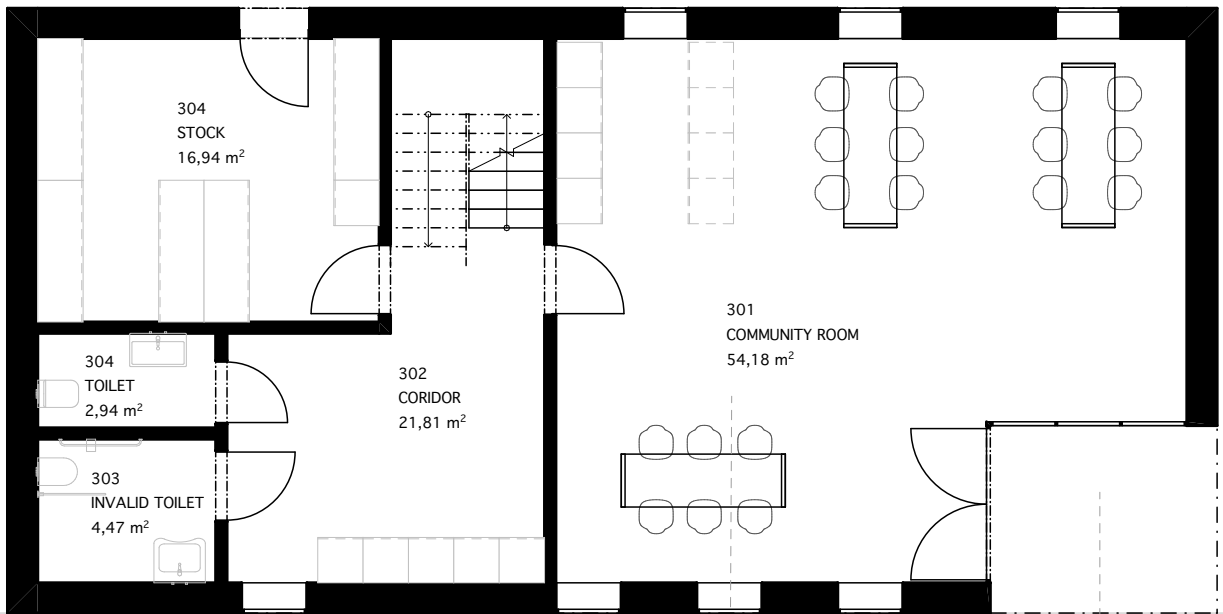 304
STOCK
16,94 m²
301
COMMUNITY ROOM
54,18 m²
304
TOILET
2,94 m²
302
CORIDOR
21,81 m²
303
INVALID TOILET
4,47 m²